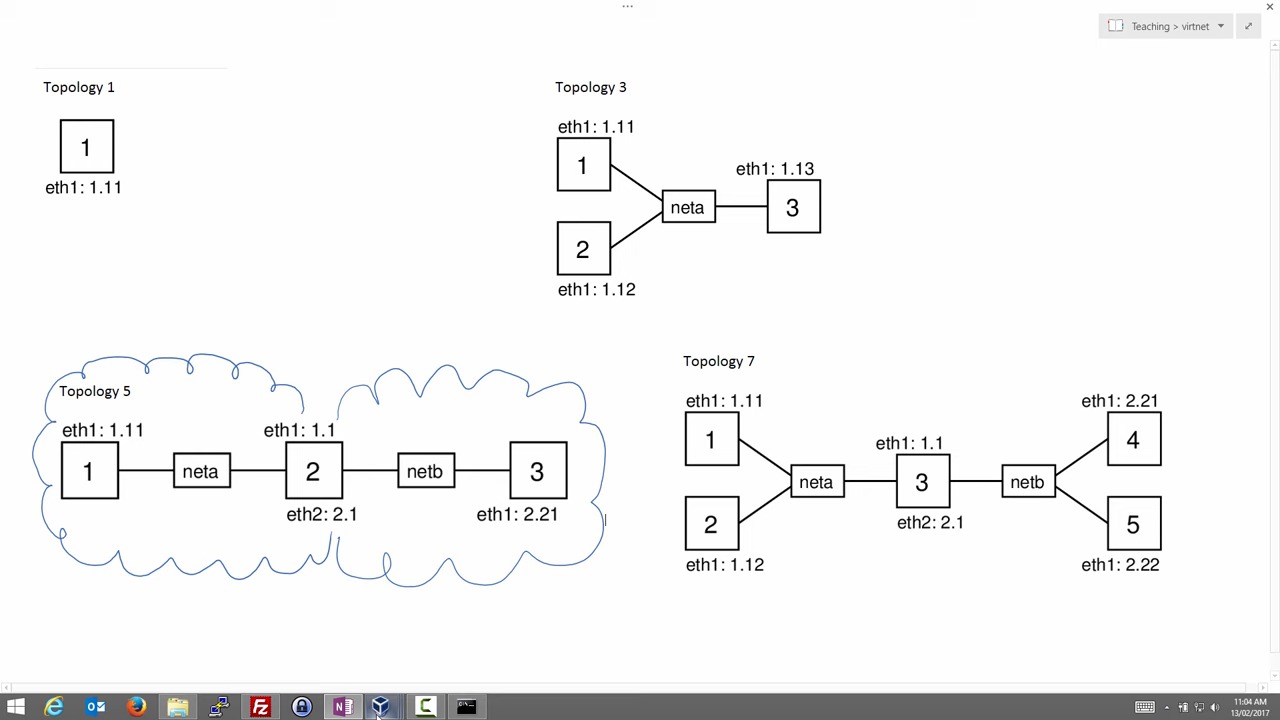 Teaching > virtnet
Topology 1
1
eth1: 1.11
Topology 3
eth1: 1.11
1
2
eth1: 1.12
neta
eth1: 1.13
3
Topology 5
eth1: 1.11
1
neta
eth1: 1.1
2
eth2: 2.1
netb
3
eth1: 2.21
Topology 7
eth1: 1.11
1
2
eth1: 1.12
neta
eth1: 1.1
3
eth2: 2.1
netb
eth1: 2.21
4
5
eth1: 2.22
11:04 AM
13/02/2017